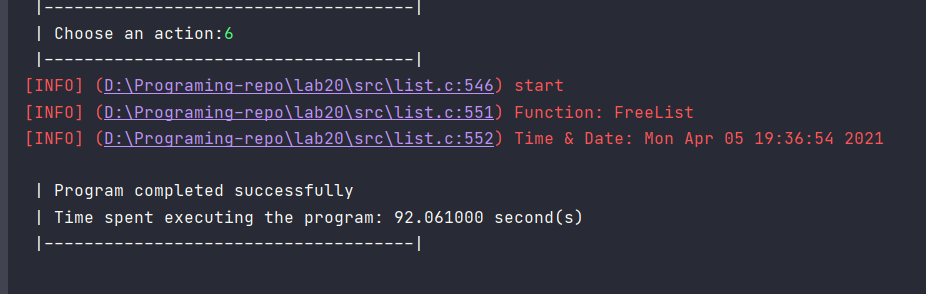 |-------------------------------------|
| Choose an action:6
|-------------------------------------|
[INFO] (D:\Programing-repo\lab20\src\list.c:546) start
[INFO] (D:\Programing-repo\lab20\src\list.c:551) Function: FreeList
[INFO] (D:\Programing-repo\lab20\src\list.c:552) Time & Date: Mon Apr 05 19:36:54 2021
| Program completed successfully
| Time spent executing the program: 92.061000 second(s)
|-------------------------------------|